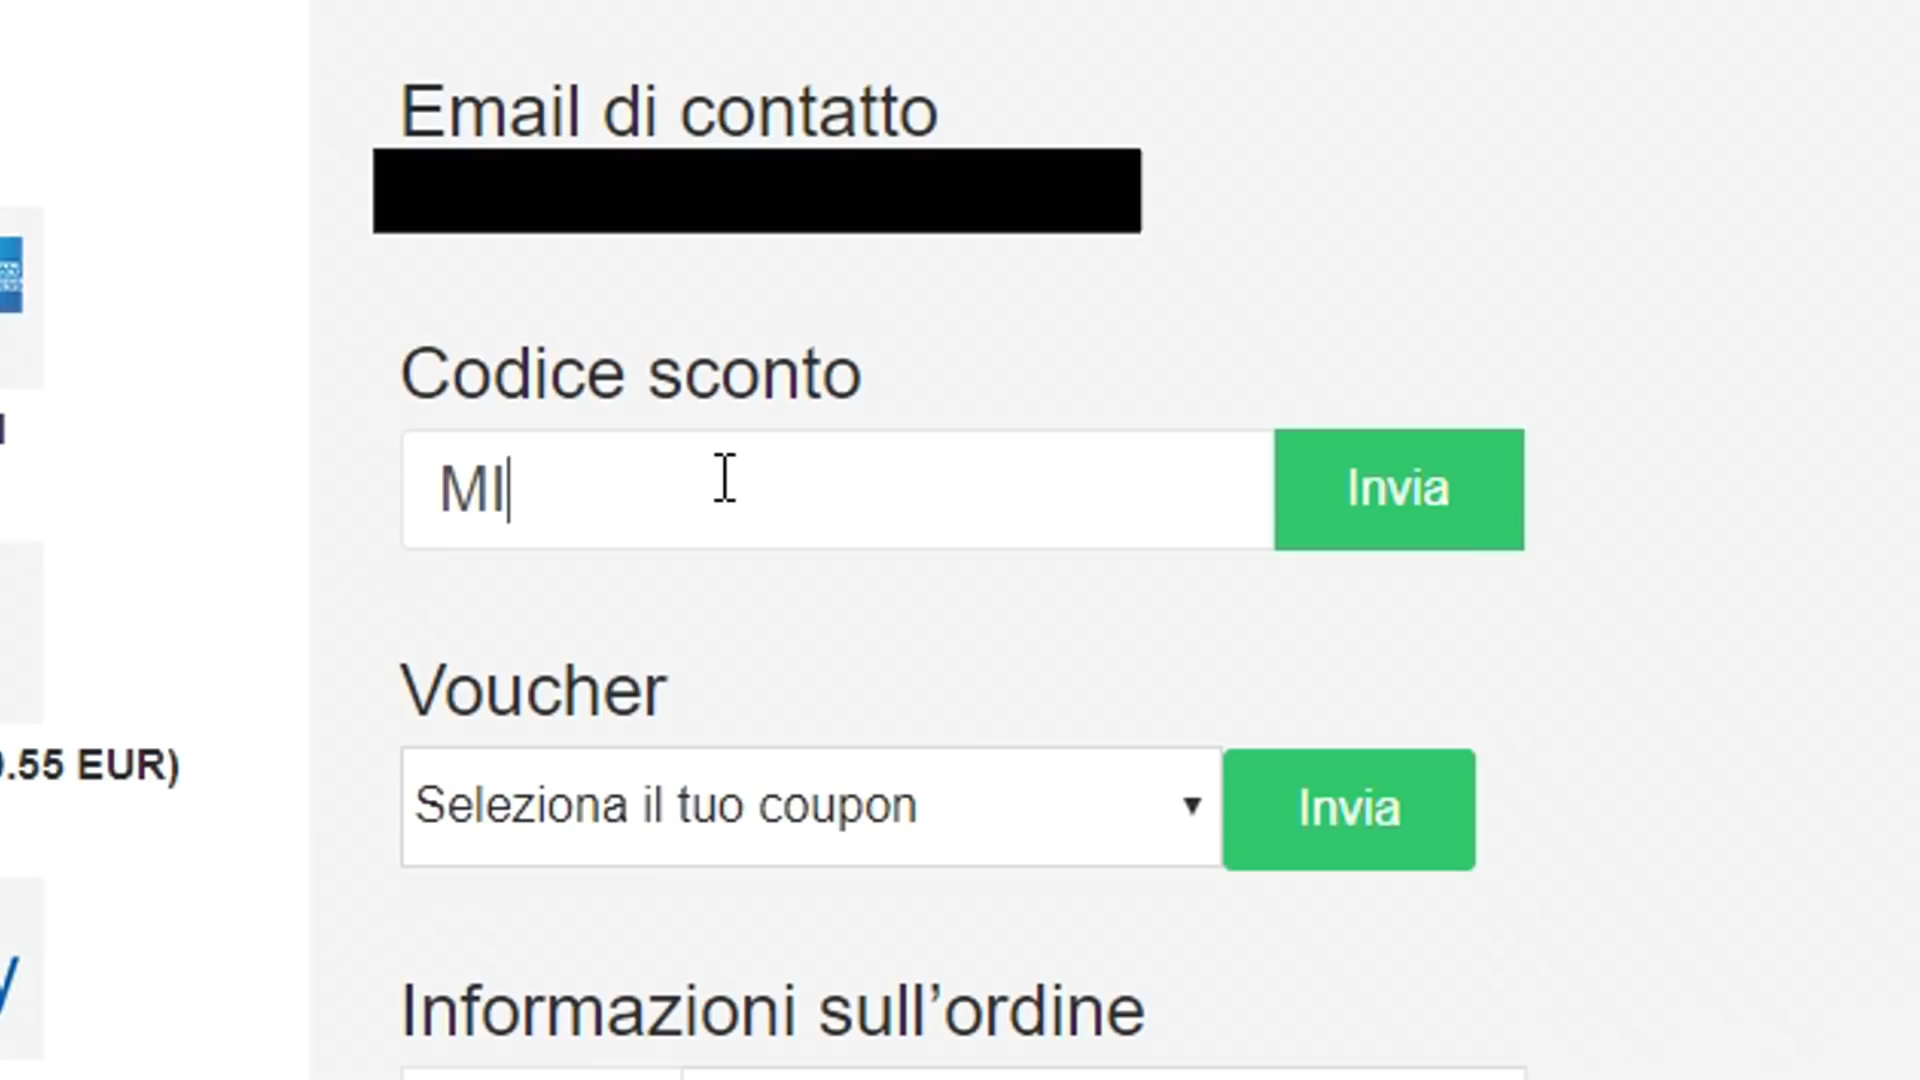 Email di contatto
Codice sconto
MI
Invia
Voucher
Seleziona il tuo coupon
Invia
.55 EUR)
Informazioni sull’ordine